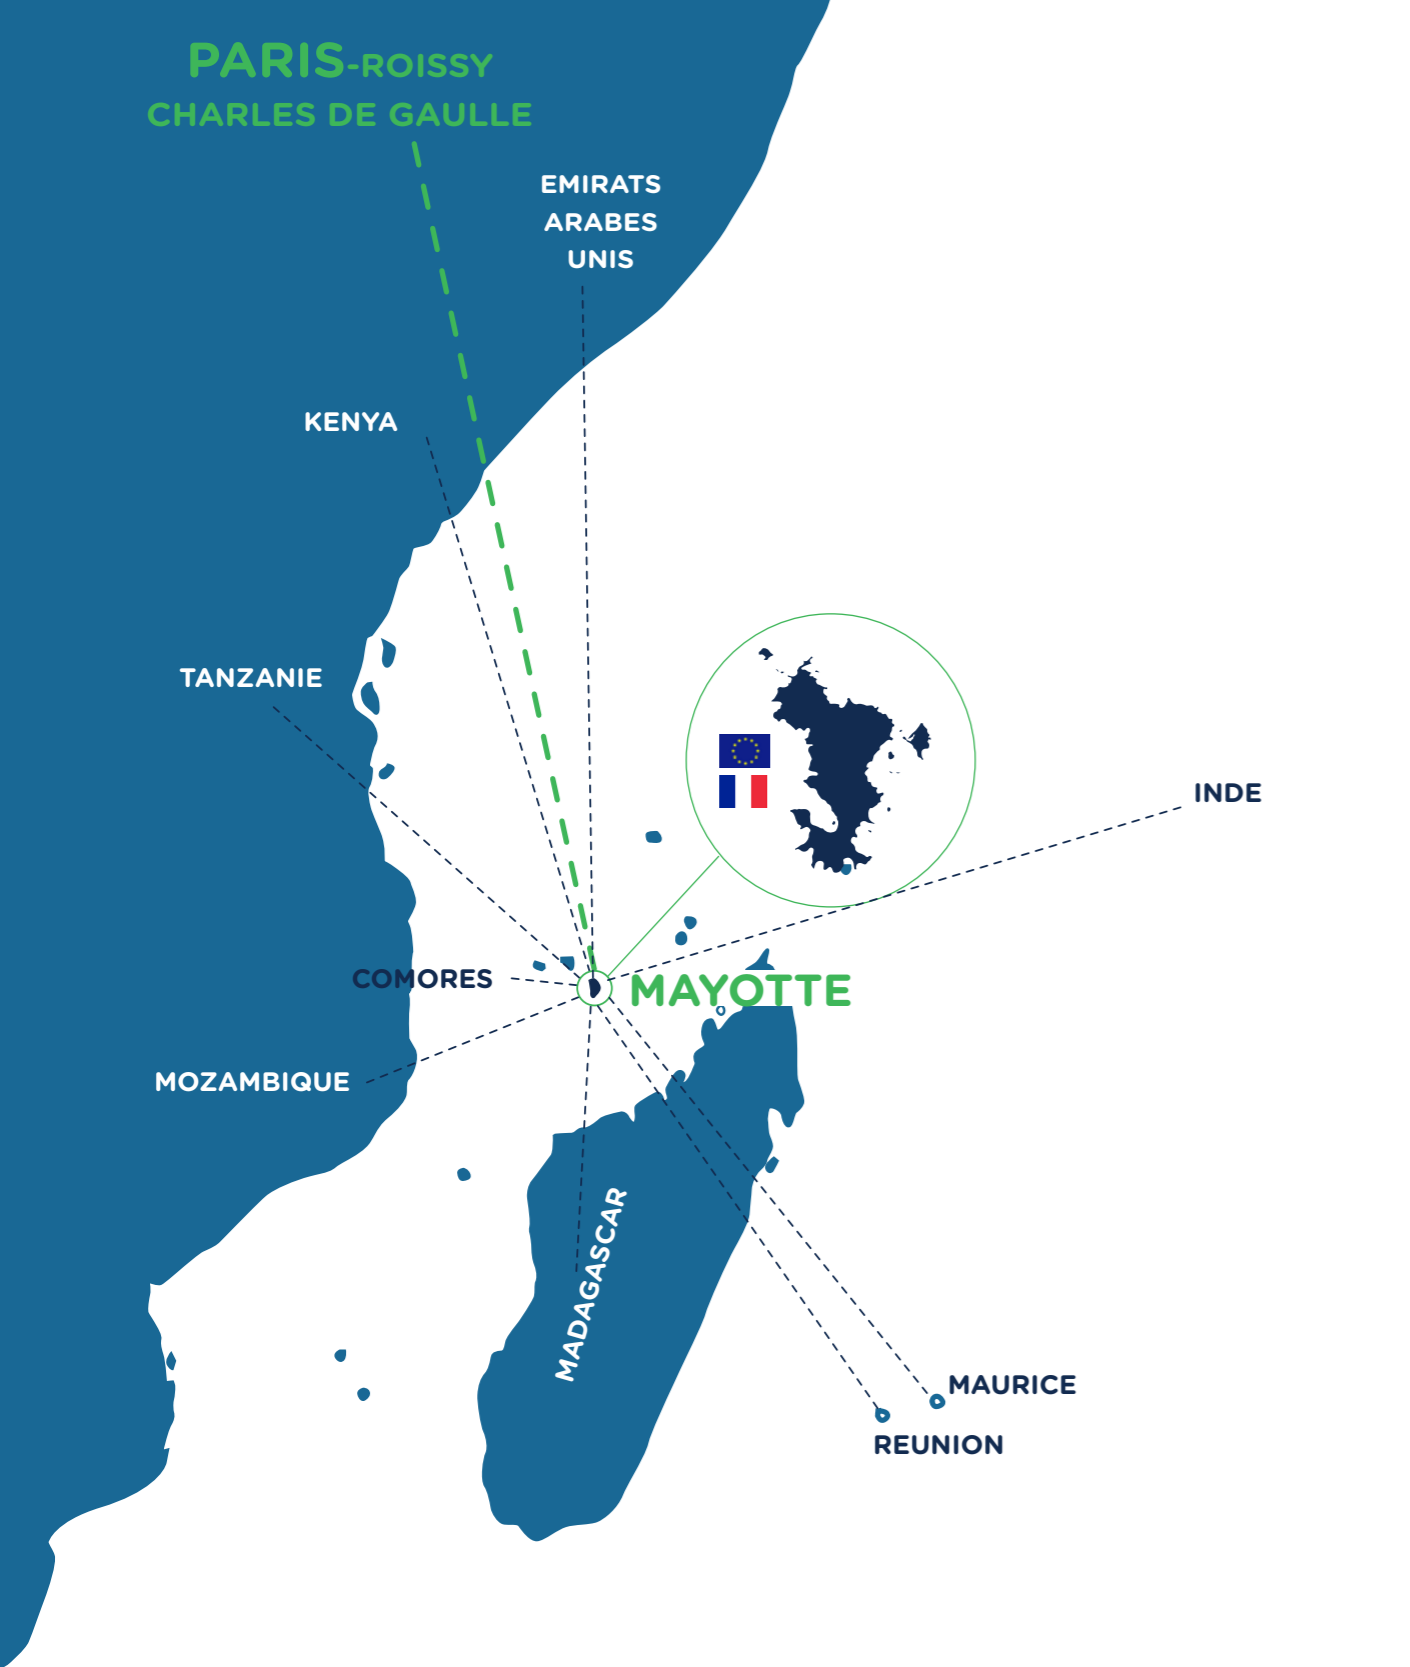 PARIS-ROISSY
CHARLES DE GAULLE
EMIRATS
ARABES
UNIS
KENYA
TANZANIE
INDE
COMORES
MAYOTTE
MOZAMBIQUE
MADAGASCAR
MAURICE
REUNION